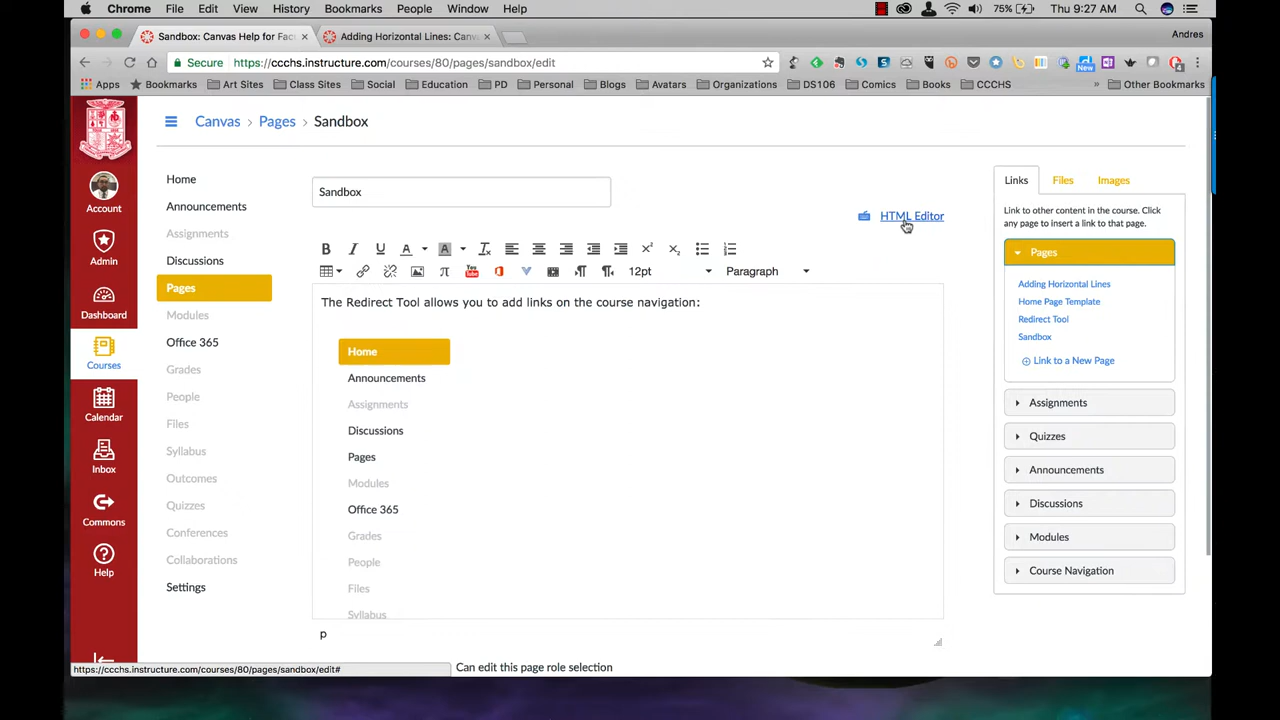 Chrome File Edit View History Bookmarks People Window Help 75% Thu 9:27 AM
Sandbox: Canvas Help for Fac × Adding Horizontal Lines: Canv × Andres
Secure https://ccchs.instructure.com/courses/80/pages/sandbox/edit New 4
Apps Bookmarks Art Sites Class Sites Social Education PD Personal Blogs Avatars Organizations DS106 Comics Books CCCHS » Other Bookmarks
Canvas > Pages > Sandbox
Account
Admin
Dashboard
Courses
Calendar
Inbox
Commons
Help
Home
Announcements
Assignments
Discussions
Pages
Modules
Office 365
Grades
People
Files
Syllabus
Outcomes
Quizzes
Conferences
Collaborations
Settings
Sandbox
HTML Editor
B I U A A
12pt Paragraph
The Redirect Tool allows you to add links on the course navigation:
Home
Announcements
Assignments
Discussions
Pages
Modules
Office 365
Grades
People
Files
Syllabus
p
Can edit this page role selection
Links Files Images
Link to other content in the course. Click
any page to insert a link to that page.
Pages
Adding Horizontal Lines
Home Page Template
Redirect Tool
Sandbox
Link to a New Page
Assignments
Quizzes
Announcements
Discussions
Modules
Course Navigation
https://ccchs.instructure.com/courses/80/pages/sandbox/edit#